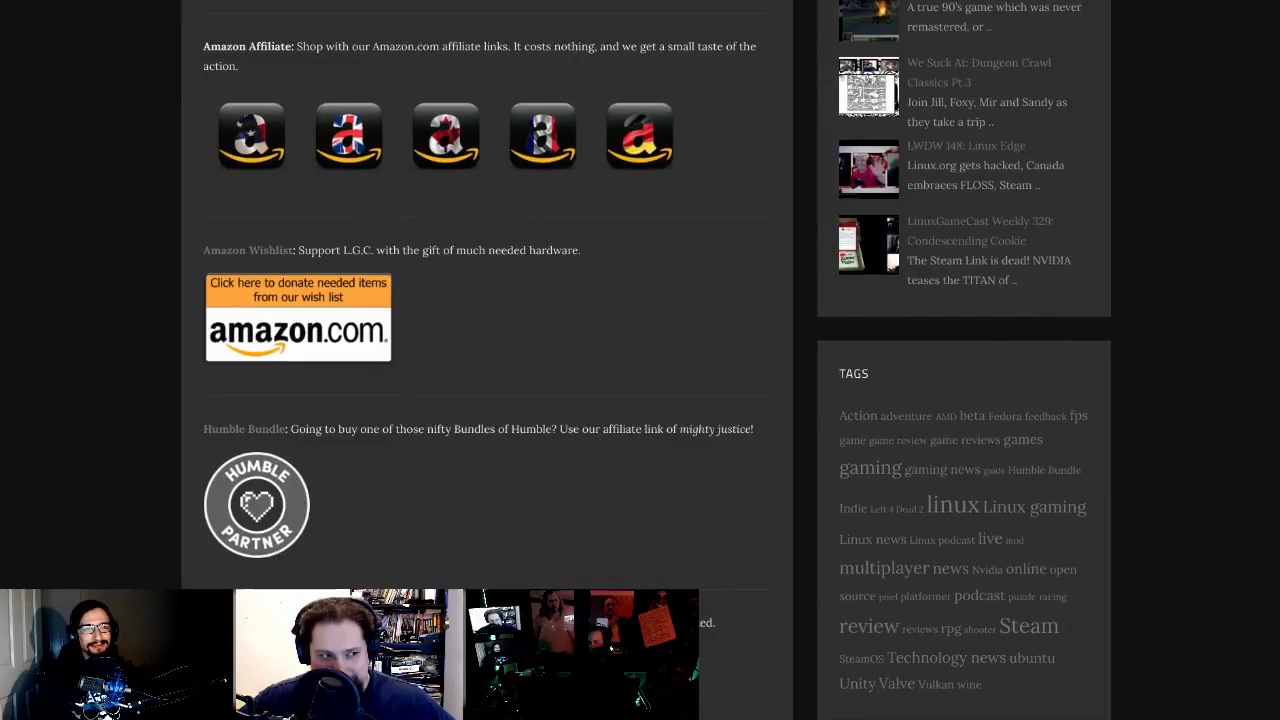 Amazon Affiliate: Shop with our Amazon.com affiliate links. It costs nothing, and we get a small taste of the
action.
Amazon Wishlist: Support L.G.C. with the gift of much needed hardware.
Click here to donate needed items
from our wish list
amazon.com.
Humble Bundle: Going to buy one of those nifty Bundles of Humble? Use our affiliate link of mighty justice!
HUMBLE
PARTNER
ted.
A true 90's game which was never
remastered, or ..
We Suck At: Dungeon Crawl
Classics Pt.3
Join Jill, Foxy, Mir and Sandy as
they take a trip ..
LWDW 148: Linux Edge
Linux.org gets hacked, Canada
embraces FLOSS, Steam ..
LinuxGameCast Weekly 329:
Condescending Cookie
The Steam Link is dead! NVIDIA
teases the TITAN of ..
TAGS
Action adventure AMD beta Fedora feedback fps
game game review game reviews games
gaming gaming news guide Humble Bundle
Indie Left 4 Dead 2 linux Linux gaming
Linux news Linux podcast live mod
multiplayer news Nvidia online open
source pixel platformer podcast puzzle racing
review reviews rpg shooter Steam
SteamOS Technology news ubuntu
Unity Valve Vulkan wine